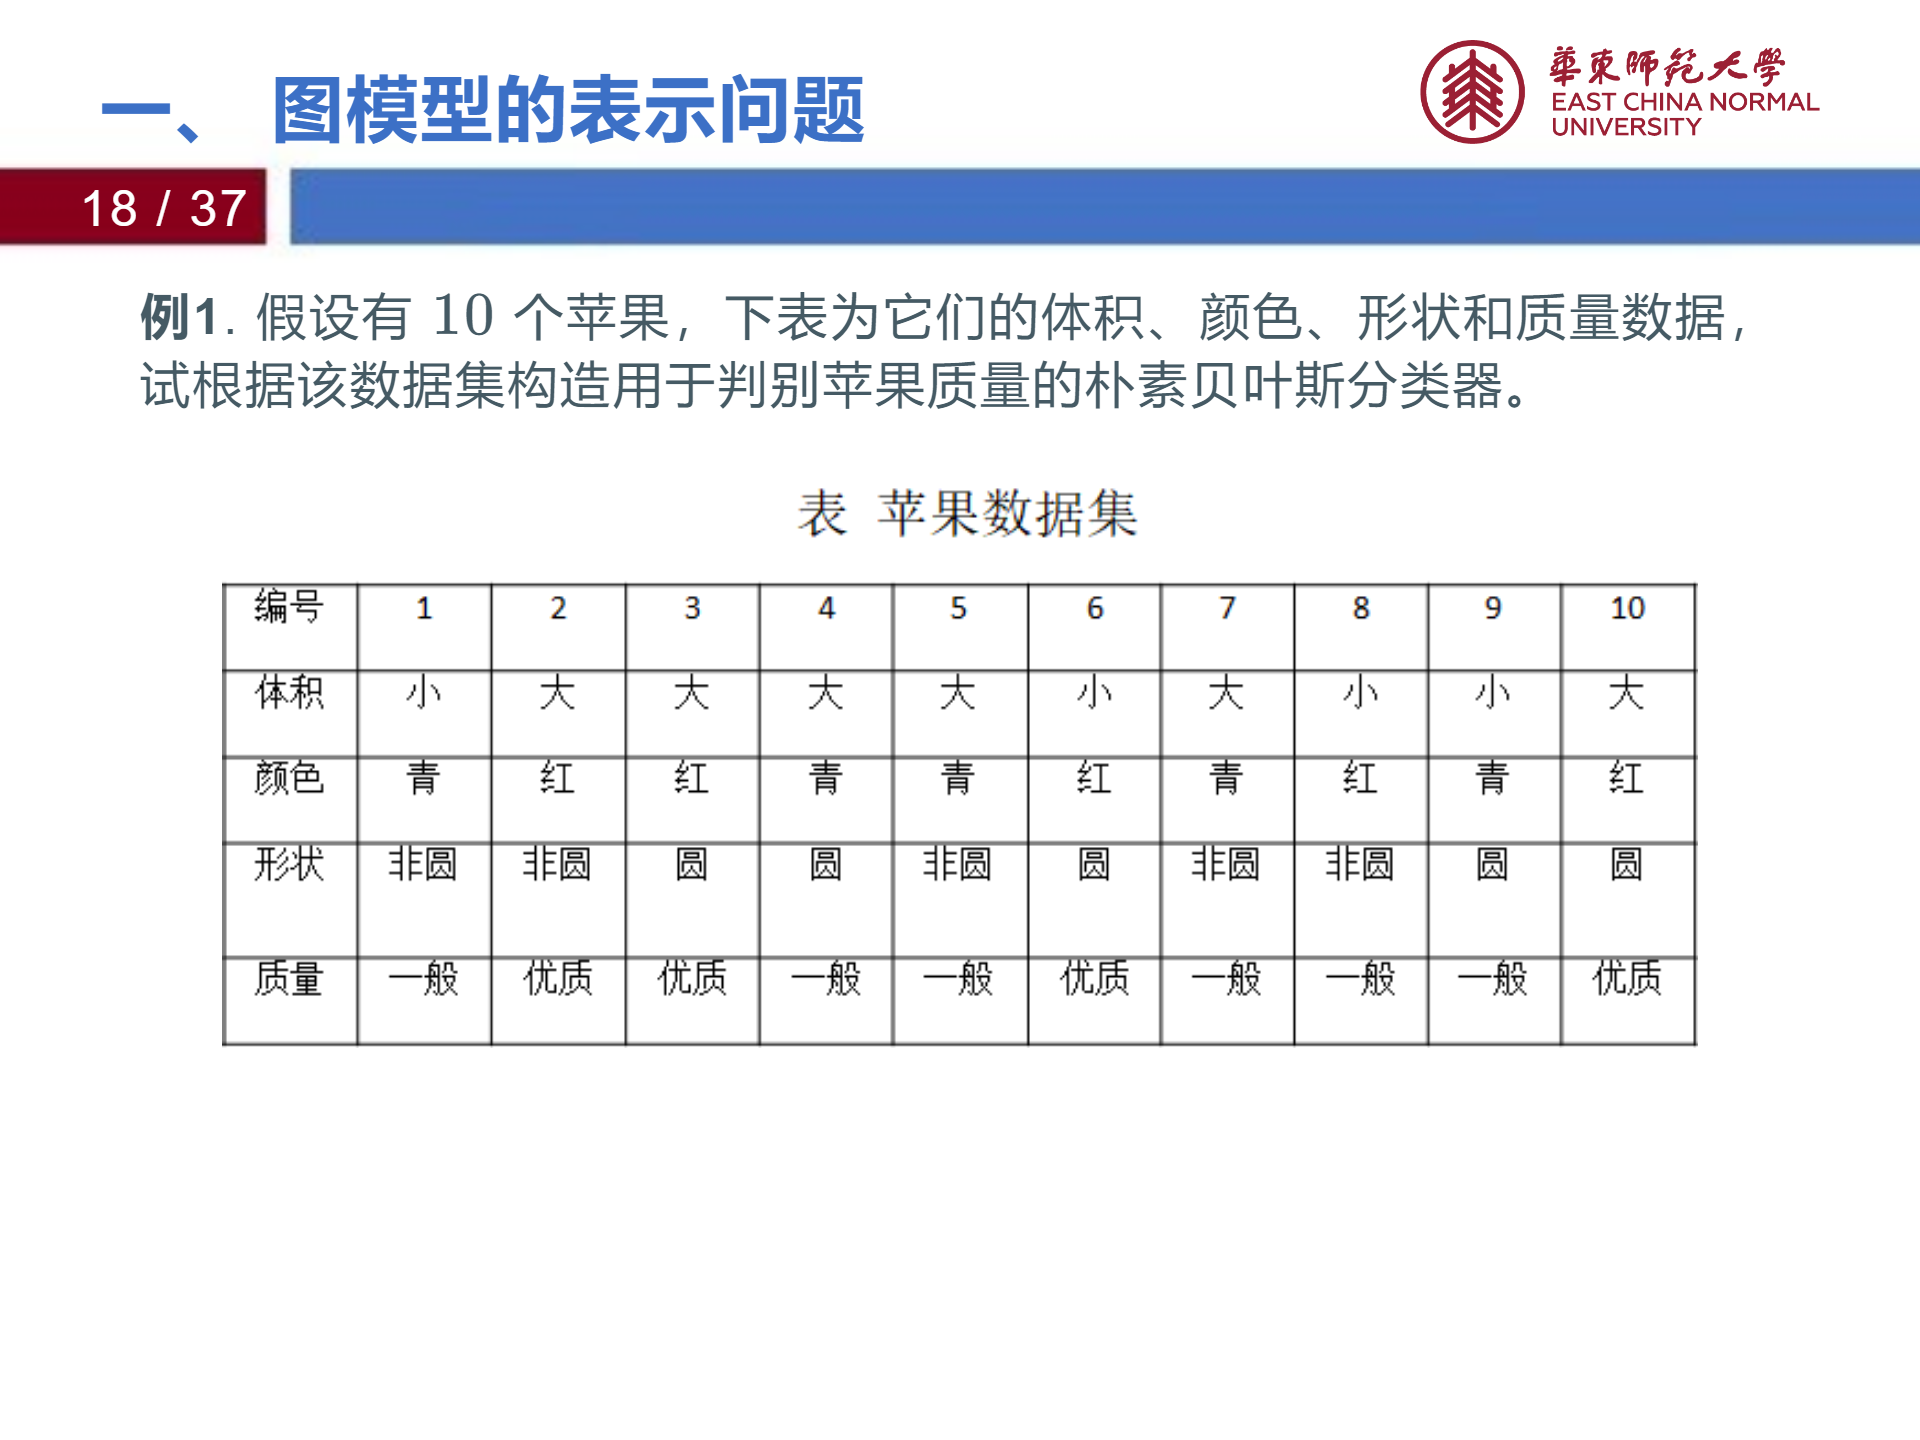 一、 图模型的表示问题
華東師範大學
EAST CHINA NORMAL
UNIVERSITY
18 / 37
例1. 假设有 10 个苹果，下表为它们的体积、颜色、形状和质量数据，
试根据该数据集构造用于判别苹果质量的朴素贝叶斯分类器。
表 苹果数据集
编号 1 2 3 4 5 6 7 8 9 10
体积 小 大 大 大 大 小 大 小 小 大
颜色 青 红 红 青 青 红 青 红 青 红
形状 非圆 非圆 圆 圆 非圆 圆 非圆 非圆 圆 圆
质量 一般 优质 优质 一般 一般 优质 一般 一般 一般 优质